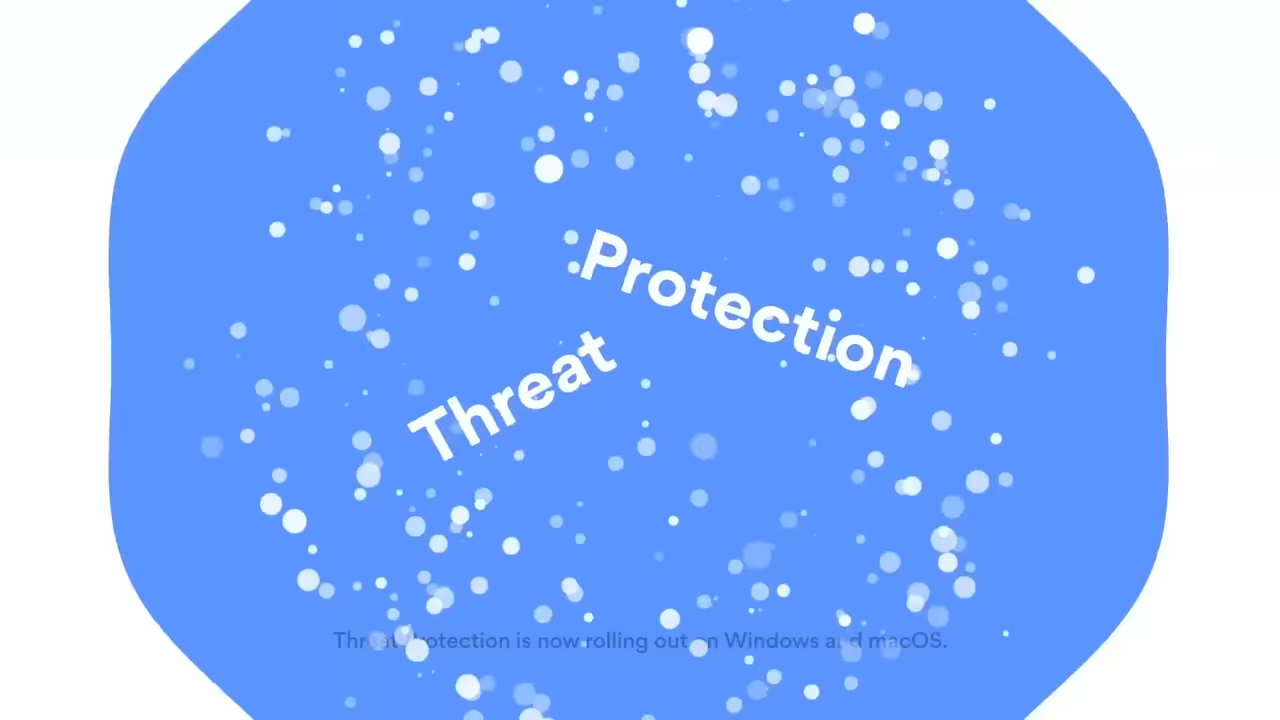 Threat
Protection
Threat Protection is now rolling out on Windows and macOS.